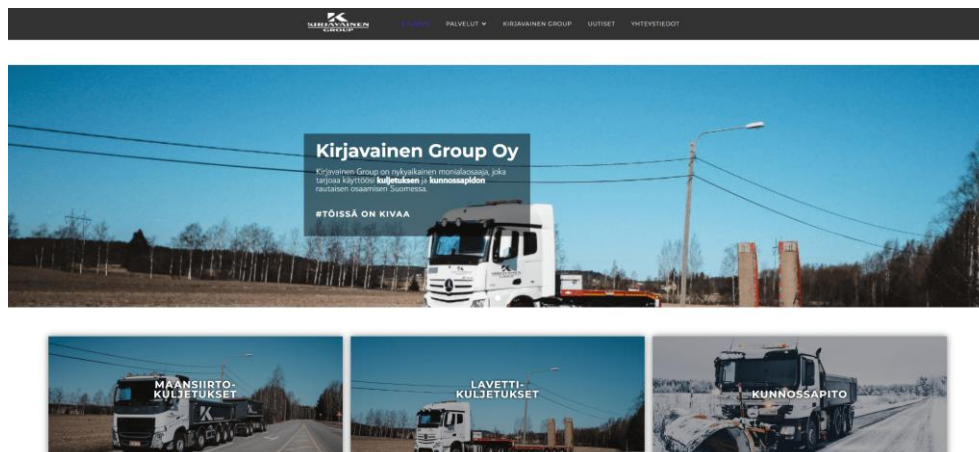 KIRJAVAINEN
GROUP
PALVELUT
KIRJAVAINEN GROUP
UUTISET
YHTEYSTIEDOT
Kirjavainen Group Oy
Kirjavainen Group on nykyaikainen monialaosaaja, joka
tarjoaa käyttöösi kuljetuksen ja kunnossapidon
rautaisen osaamisen Suomessa.
#TÖISSÄ ON KIVAA
MAANSIIRTO-
KULJETUKSET
LAVETTI-
KULJETUKSET
KUNNOSSAPITO